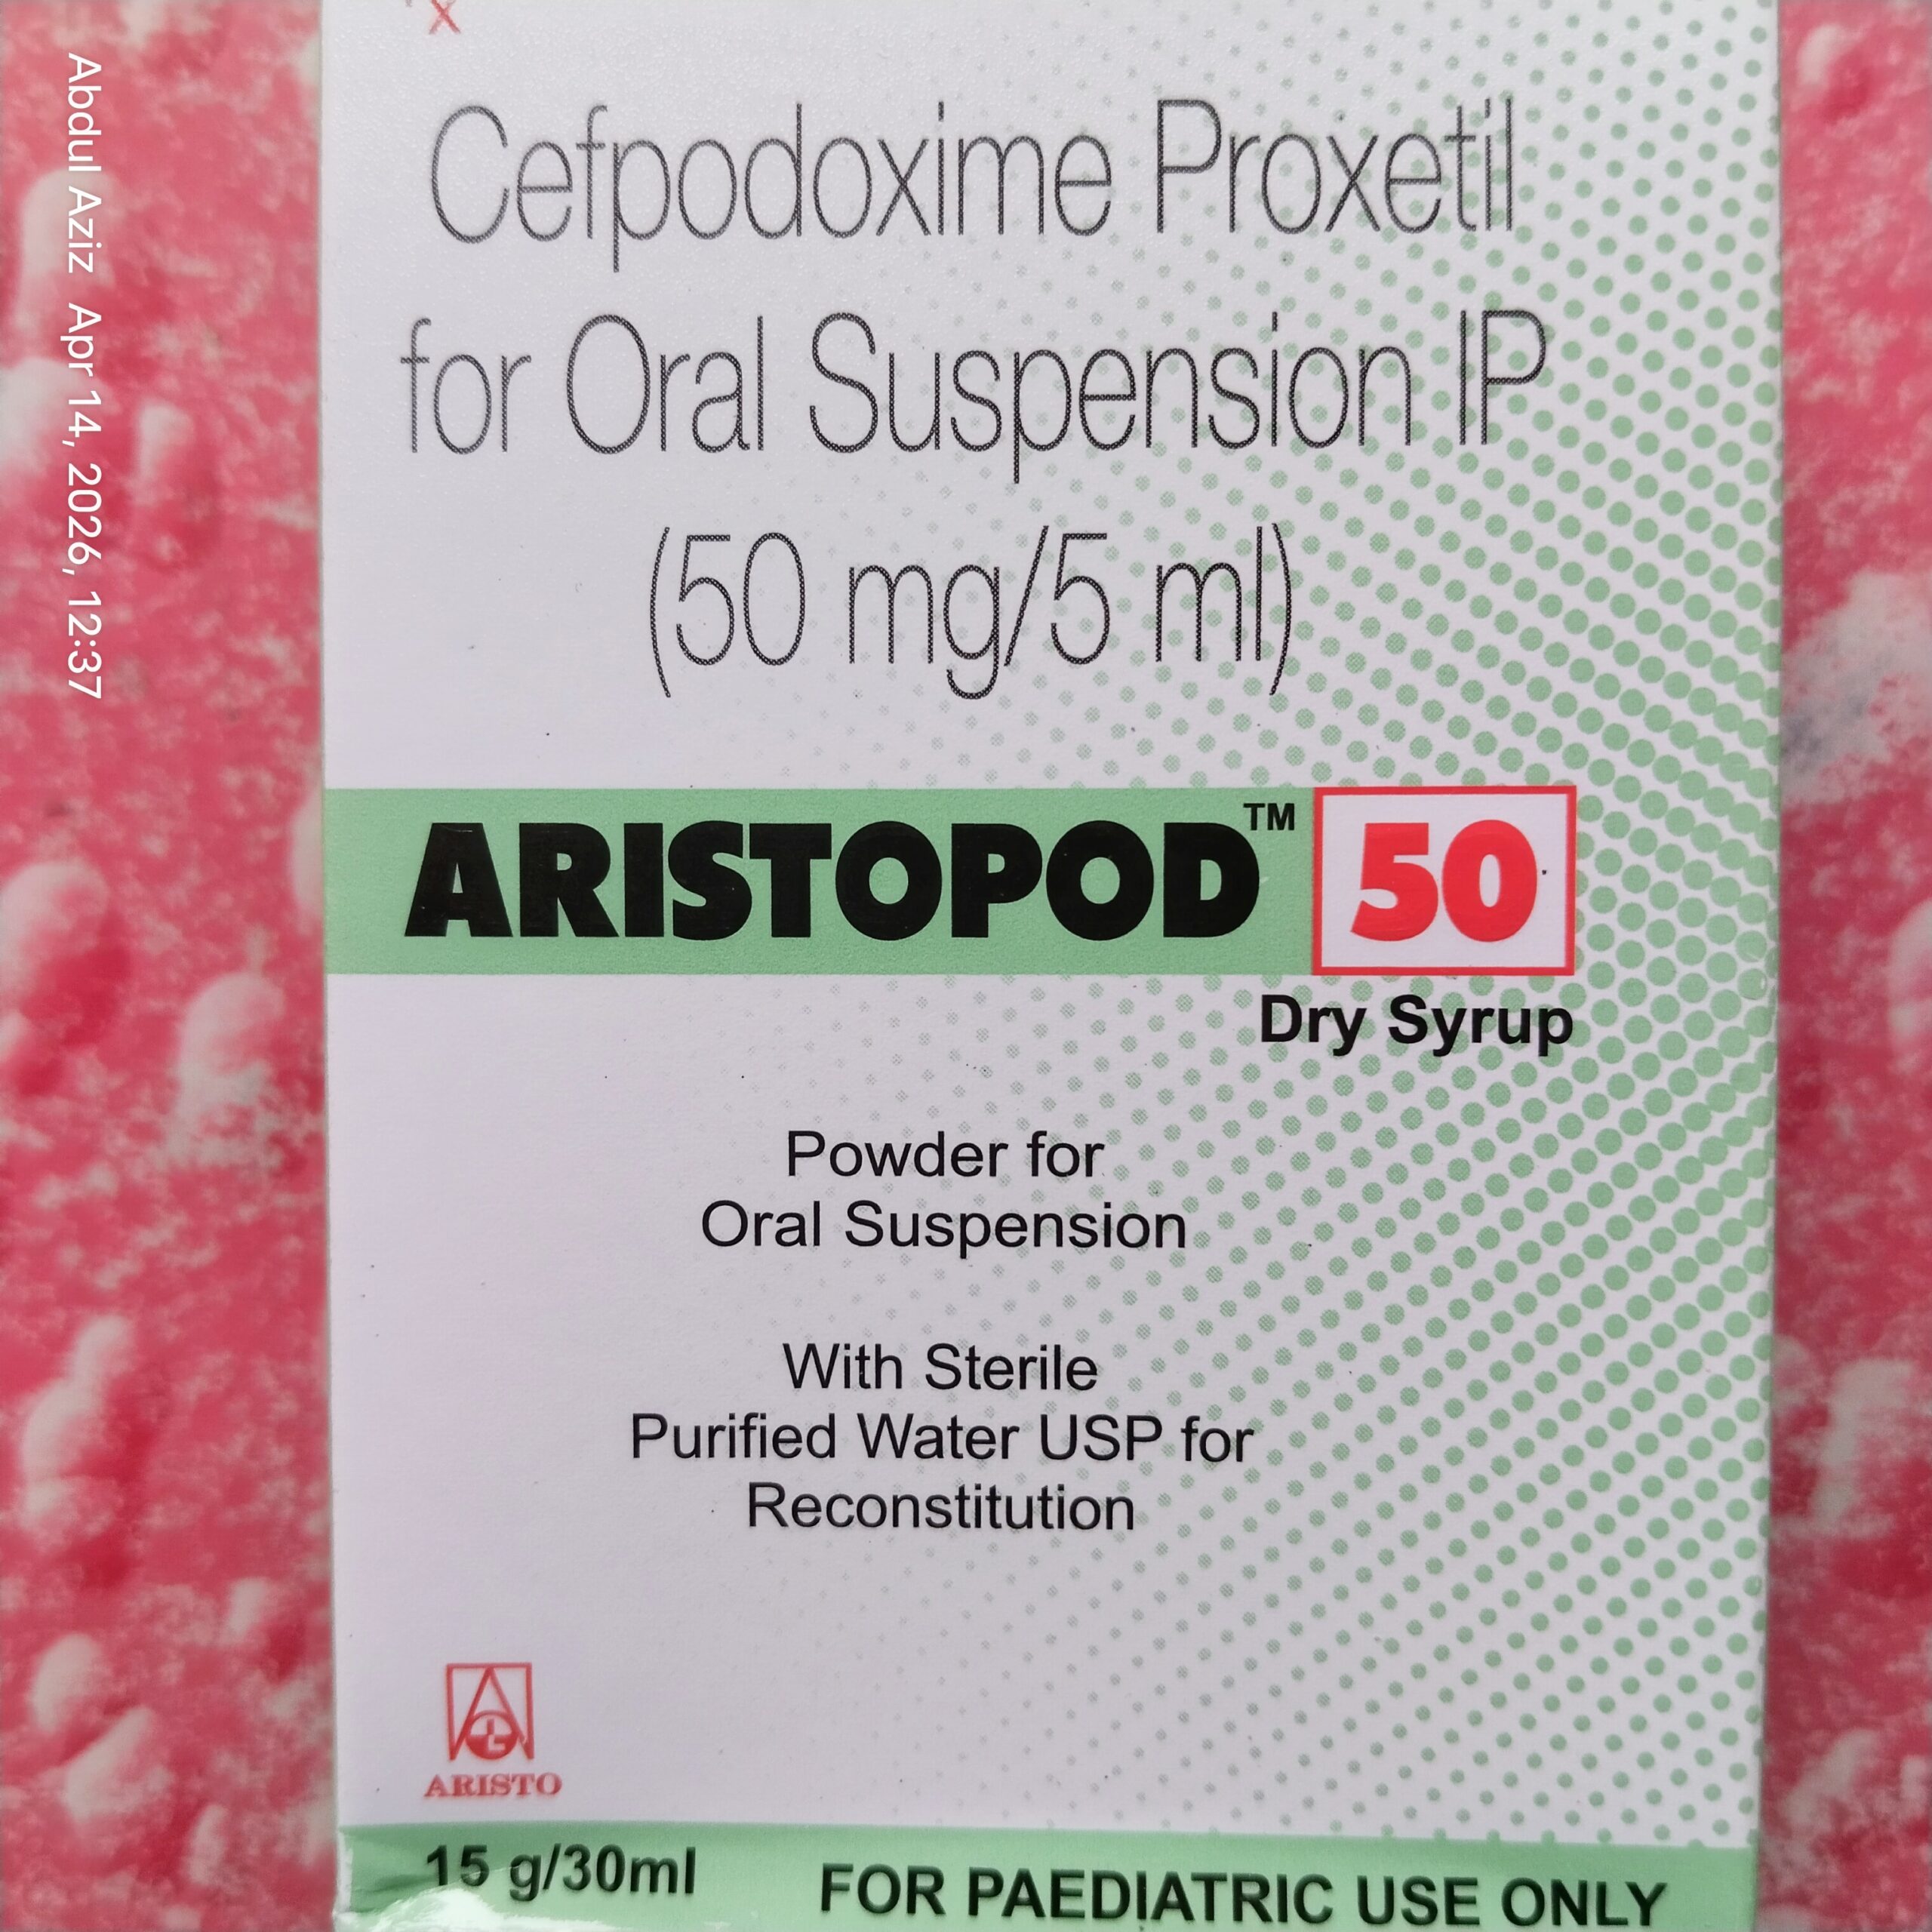 Cefpodoxime Proxetil
for Oral Suspension IP
(50 mg/5 ml)
ARISTOPOD™ 50
Dry Syrup
Powder for
Oral Suspension
With Sterile
Purified Water USP for
Reconstitution
ARISTO
15 g/30ml FOR PAEDIATRIC USE ONLY
Abdul Aziz Apr 14, 2026, 12:37